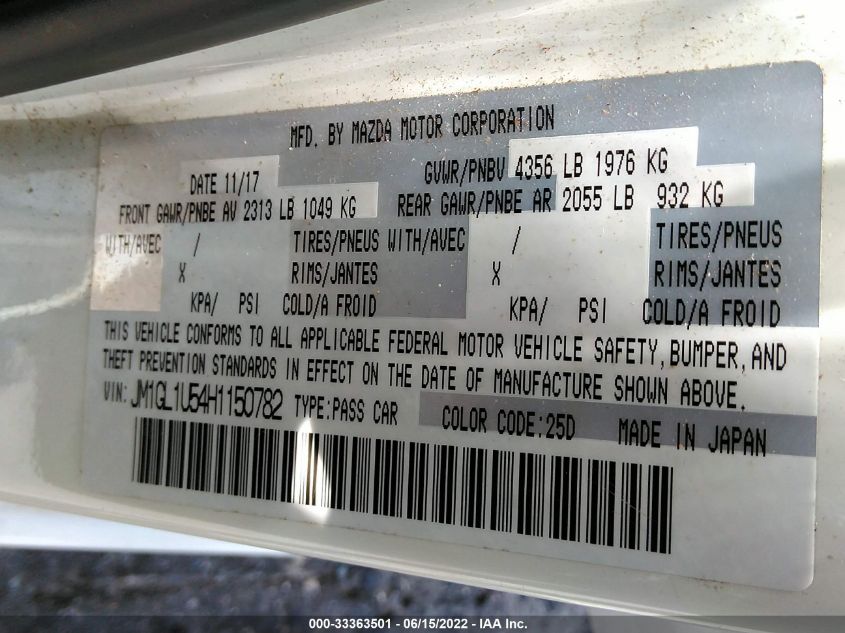 MFD. BY MAZDA MOTOR CORPORATION
DATE 11/17 GVWR/PNBV 4356 LB 1976 KG
FRONT GAWR/PNBE AV 2313 LB 1049 KG REAR GAWR/PNBE AR 2055 LB 932 KG
WITH/AVEC / TIRES/PNEUS WITH/AVEC / TIRES/PNEUS
X RIMS/JANTES X RIMS/JANTES
KPA/ PSI COLD/A FROID KPA/ PSI COLD/A FROID
THIS VEHICLE CONFORMS TO ALL APPLICABLE FEDERAL MOTOR VEHICLE SAFETY, BUMPER, AND
THEFT PREVENTION STANDARDS IN EFFECT ON THE DATE OF MANUFACTURE SHOWN ABOVE.
VIN: JM1GL1U54H1150782 TYPE:PASS CAR COLOR CODE:25D MADE IN JAPAN
000-33363501 - 06/15/2022 - IAA Inc.